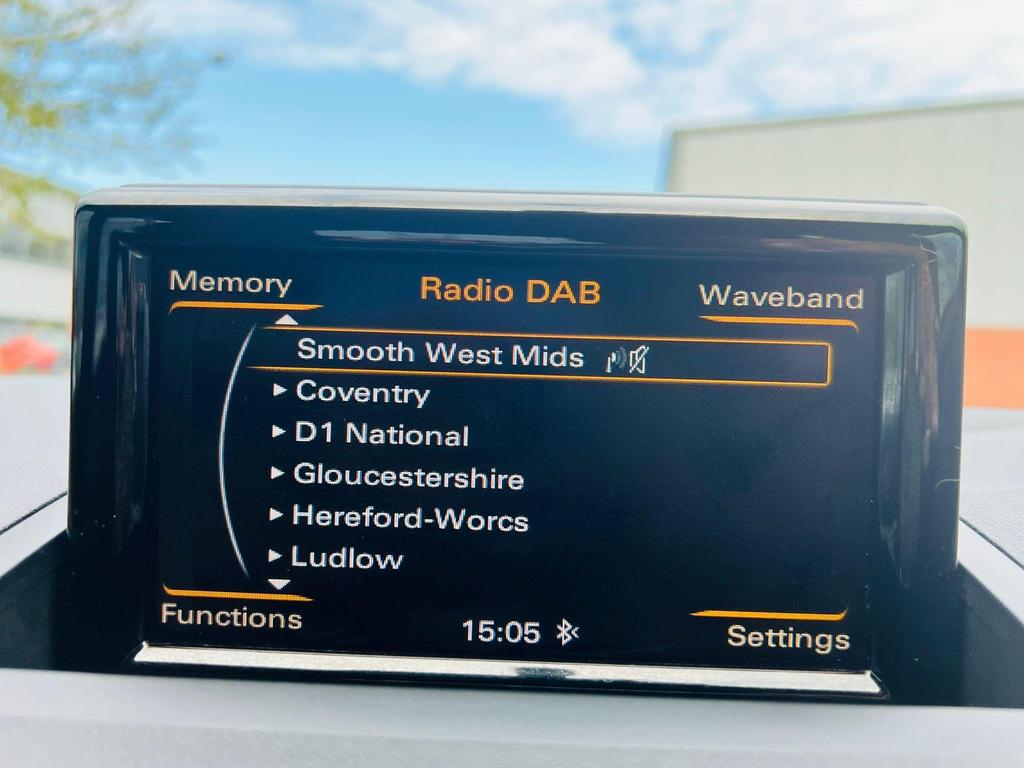 Memory
Radio DAB
Waveband
Smooth West Mids
Coventry
D1 National
Gloucestershire
Hereford-Worcs
Ludlow
Functions
15:05
Settings